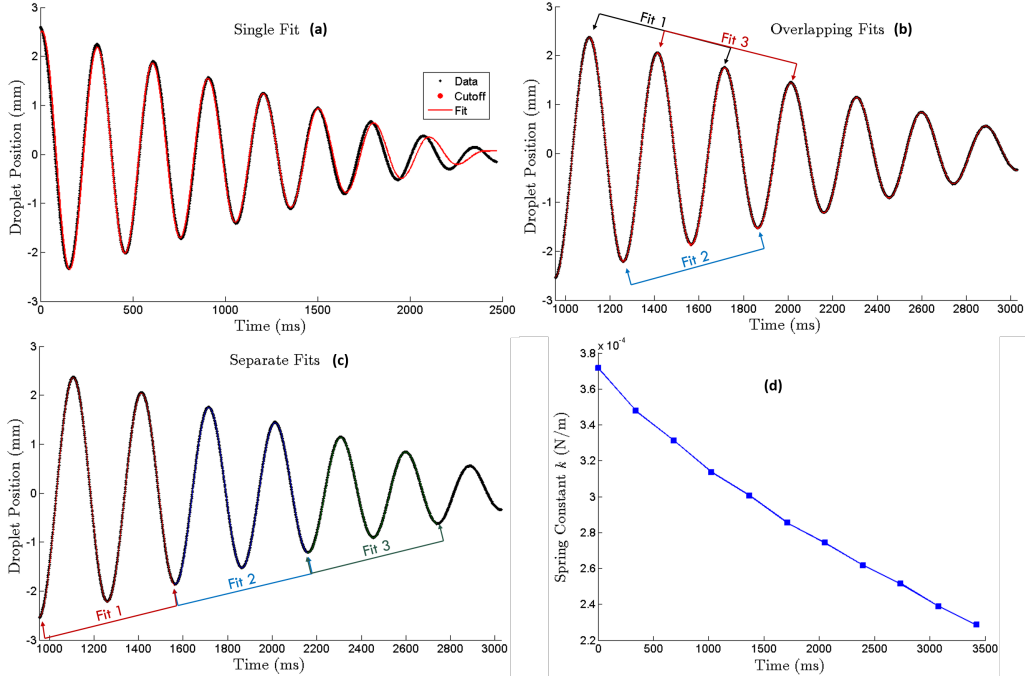 Single Fit (a)
3
2
1
0
-1
-2
-3
0 500 1000 1500 2000 2500
Droplet Position (mm)
Time (ms)
Data
Cutoff
Fit
Overlapping Fits (b)
Fit 1
Fit 3
Fit 2
3
2
1
0
-1
-2
-3
1000 1200 1400 1600 1800 2000 2200 2400 2600 2800 3000
Droplet Position (mm)
Time (ms)
Separate Fits (c)
Fit 1
Fit 2
Fit 3
3
2
1
0
-1
-2
-3
1000 1200 1400 1600 1800 2000 2200 2400 2600 2800 3000
Droplet Position (mm)
Time (ms)
(d)
x 10⁻⁴
3.8
3.6
3.4
3.2
3
2.8
2.6
2.4
2.2
0 500 1000 1500 2000 2500 3000 3500
Spring Constant k (N/m)
Time (ms)